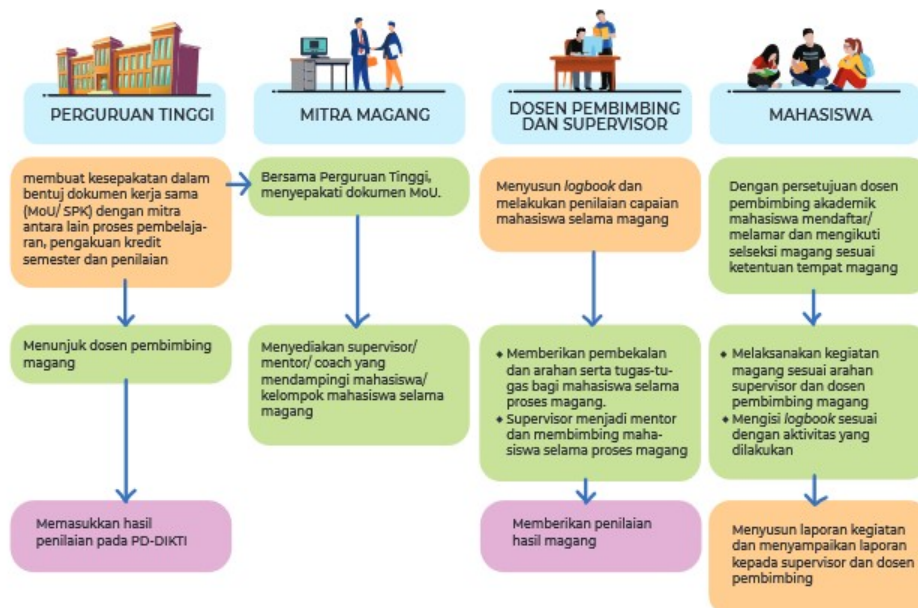 PERGURUAN TINGGI
membuat kesepakatan dalam
bentuj dokumen kerja sama
(MoU/ SPK) dengan mitra
antara lain proses pembelaja-
ran, pengakuan kredit
semester dan penilaian
Menunjuk dosen pembimbing
magang
Memasukkan hasil
penilaian pada PD-DIKTI
MITRA MAGANG
Bersama Perguruan Tinggi,
menyepakati dokumen MoU.
Menyediakan supervisor/
mentor/ coach yang
mendampingi mahasiswa/
kelompok mahasiswa selama
magang
DOSEN PEMBIMBING
DAN SUPERVISOR
Menyusun logbook dan
melakukan penilaian capaian
mahasiswa selama magang
◆ Memberikan pembekalan
dan arahan serta tugas-tu-
gas bagi mahasiswa selama
proses magang.
◆ Supervisor menjadi mentor
dan membimbing maha-
siswa selama proses magang
Memberikan penilaian
hasil magang
MAHASISWA
Dengan persetujuan dosen
pembimbing akademik
mahasiswa mendaftar/
melamar dan mengikuti
selseksi magang sesuai
ketentuan tempat magang
◆ Melaksanakan kegiatan
magang sesuai arahan
supervisor dan dosen
pembimbing magang
◆ Mengisi logbook sesuai
dengan aktivitas yang
dilakukan
Menyusun laporan kegiatan
dan menyampaikan laporan
kepada supervisor dan dosen
pembimbing